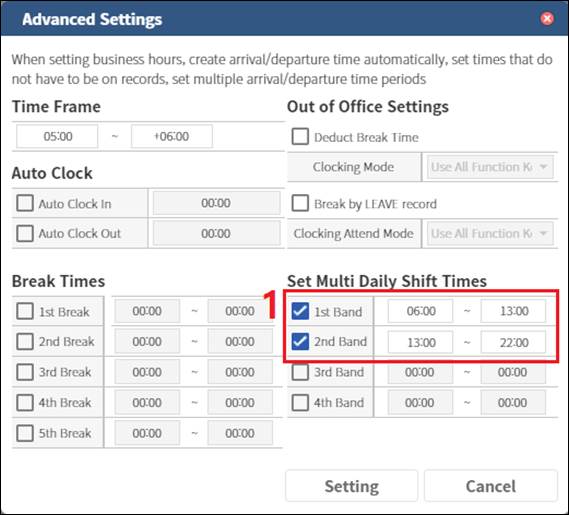 Advanced Settings
When setting business hours, create arrival/departure time automatically, set times that do
not have to be on records, set multiple arrival/departure time periods
Time Frame
05:00 ~ +06:00
Auto Clock
Auto Clock In 00:00
Auto Clock Out 00:00
Out of Office Settings
Deduct Break Time
Clocking Mode Use All Function K
Break by LEAVE record
Clocking Attend Mode Use All Function K
Break Times
1st Break 00:00 ~ 00:00
2nd Break 00:00 ~ 00:00
3rd Break 00:00 ~ 00:00
4th Break 00:00 ~ 00:00
5th Break 00:00 ~ 00:00
1
Set Multi Daily Shift Times
1st Band 06:00 ~ 13:00
2nd Band 13:00 ~ 22:00
3rd Band 00:00 ~ 00:00
4th Band 00:00 ~ 00:00
Setting Cancel